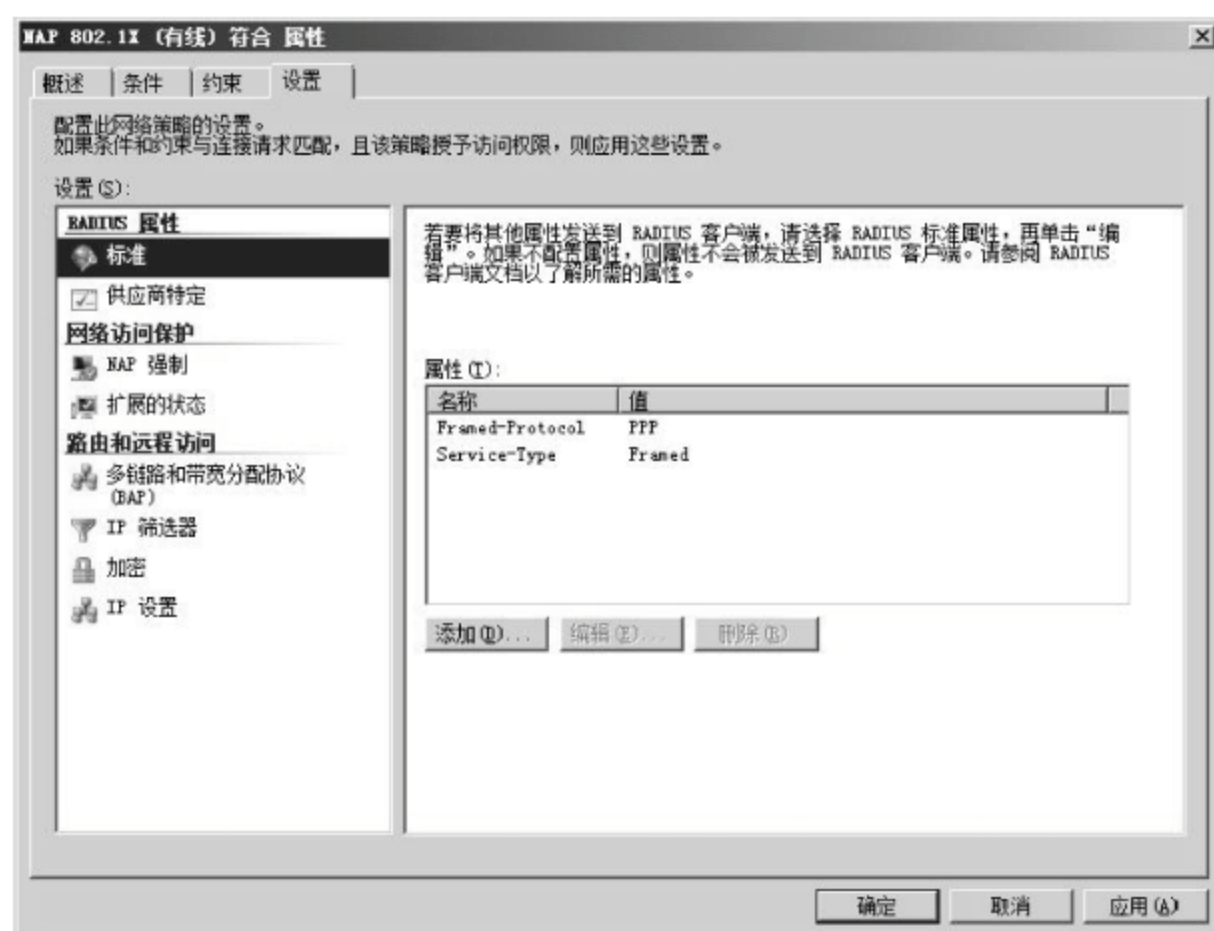 NAP 802.1X (有线) 符合 属性
概述
条件
约束
设置
配置此网络策略的设置。
如果条件和约束与连接请求匹配，且该策略授予访问权限，则应用这些设置。
设置(S):
RADIUS 属性
标准
供应商特定
网络访问保护
NAP 强制
扩展的状态
路由和远程访问
多链路和带宽分配协议
(BAP)
IP 筛选器
加密
IP 设置
若要将其他属性发送到 RADIUS 客户端，请选择 RADIUS 标准属性，再单击“编
辑”。如果不配置属性，则属性不会被发送到 RADIUS 客户端。请参阅 RADIUS
客户端文档以了解所需的属性。
属性(T):
名称 值
Framed-Protocol PPP
Service-Type Framed
添加(D)... 编辑(E)... 删除(R)
确定 取消 应用(A)